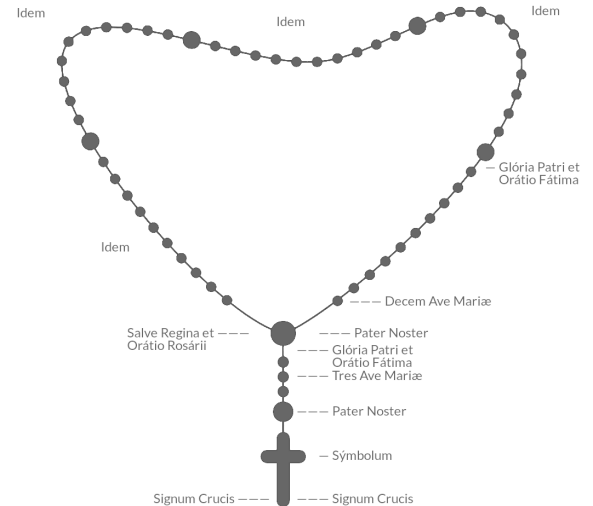 Idem
Idem
Idem
Glória Patri et
Orátio Fátima
Idem
Decem Ave Mariæ
Salve Regina et
Orátio Rosárii
Pater Noster
Glória Patri et
Orátio Fátima
Tres Ave Mariæ
Pater Noster
Sýmbolum
Signum Crucis
Signum Crucis